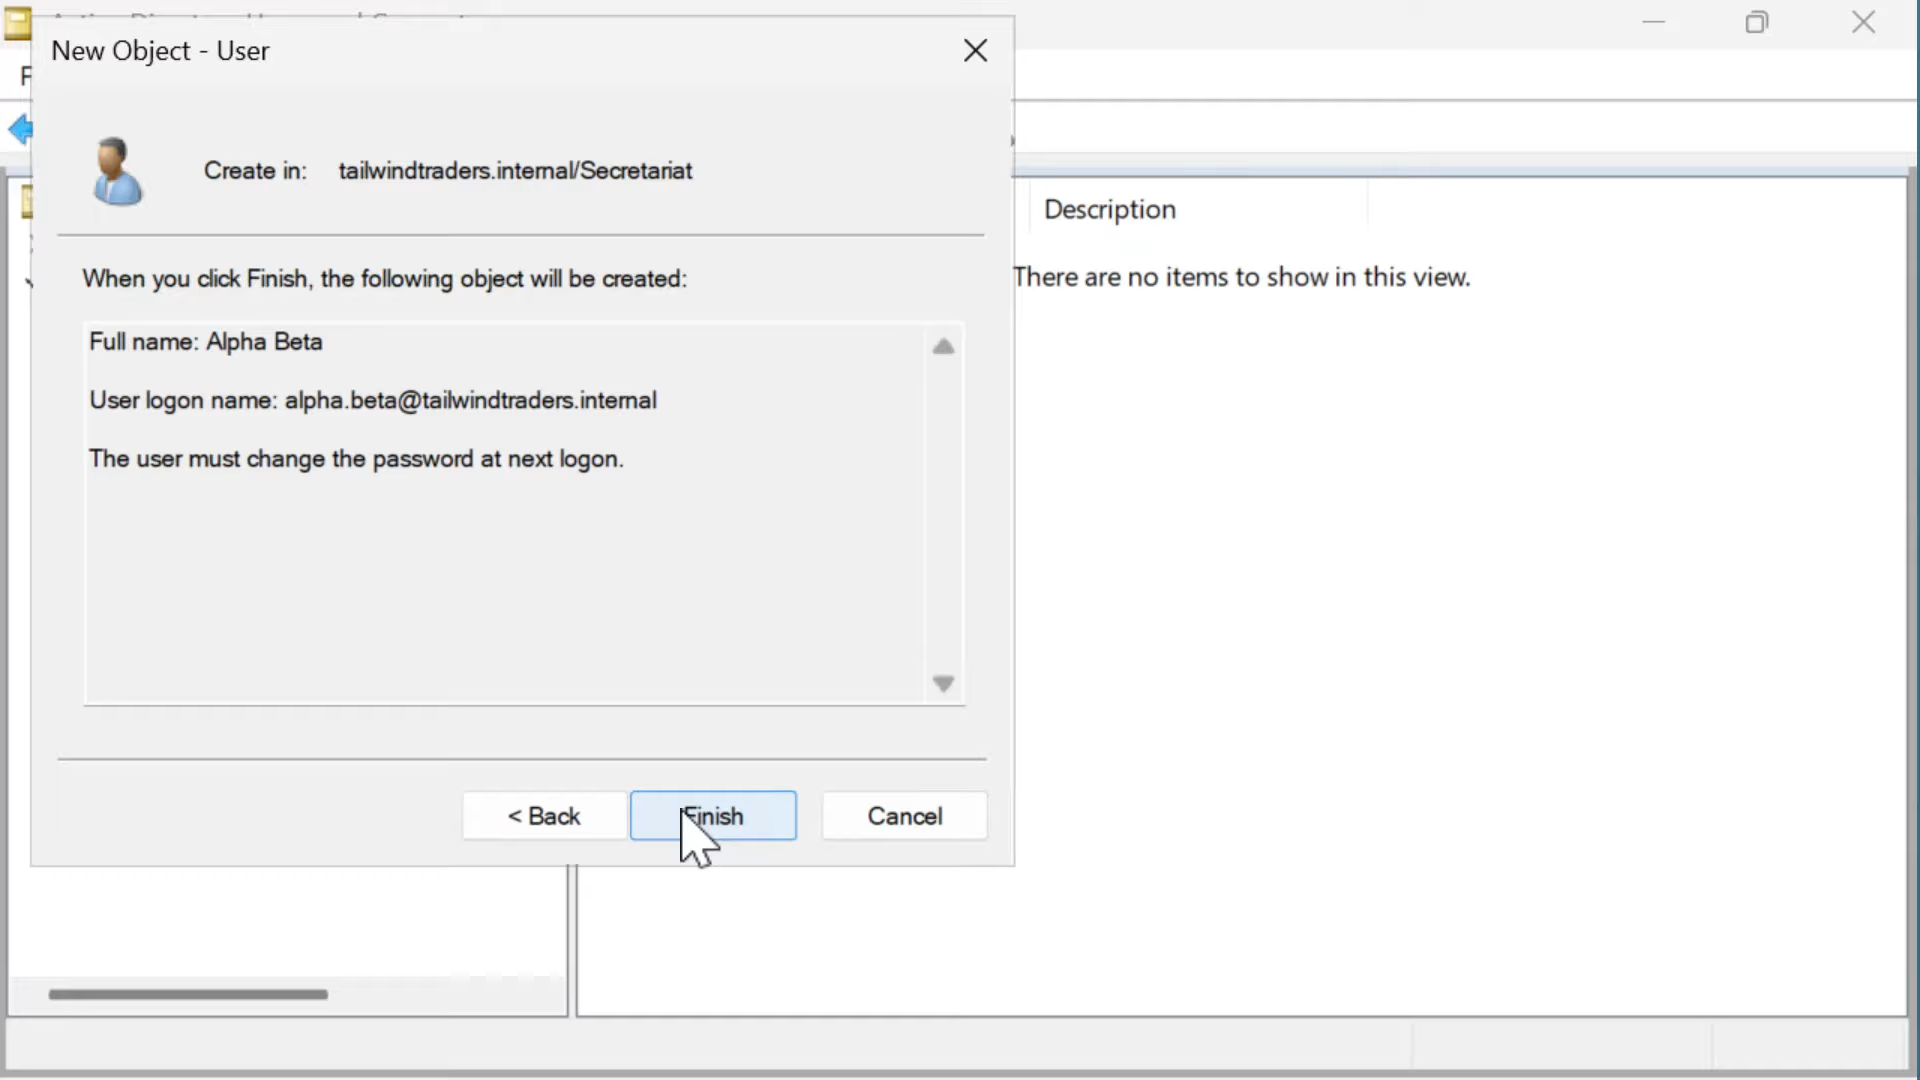 New Object - User
Create in: tailwindtraders.internal/Secretariat
When you click Finish, the following object will be created:
Full name: Alpha Beta
User logon name: alpha.beta@tailwindtraders.internal
The user must change the password at next logon.
< Back
Finish
Cancel
Description
There are no items to show in this view.